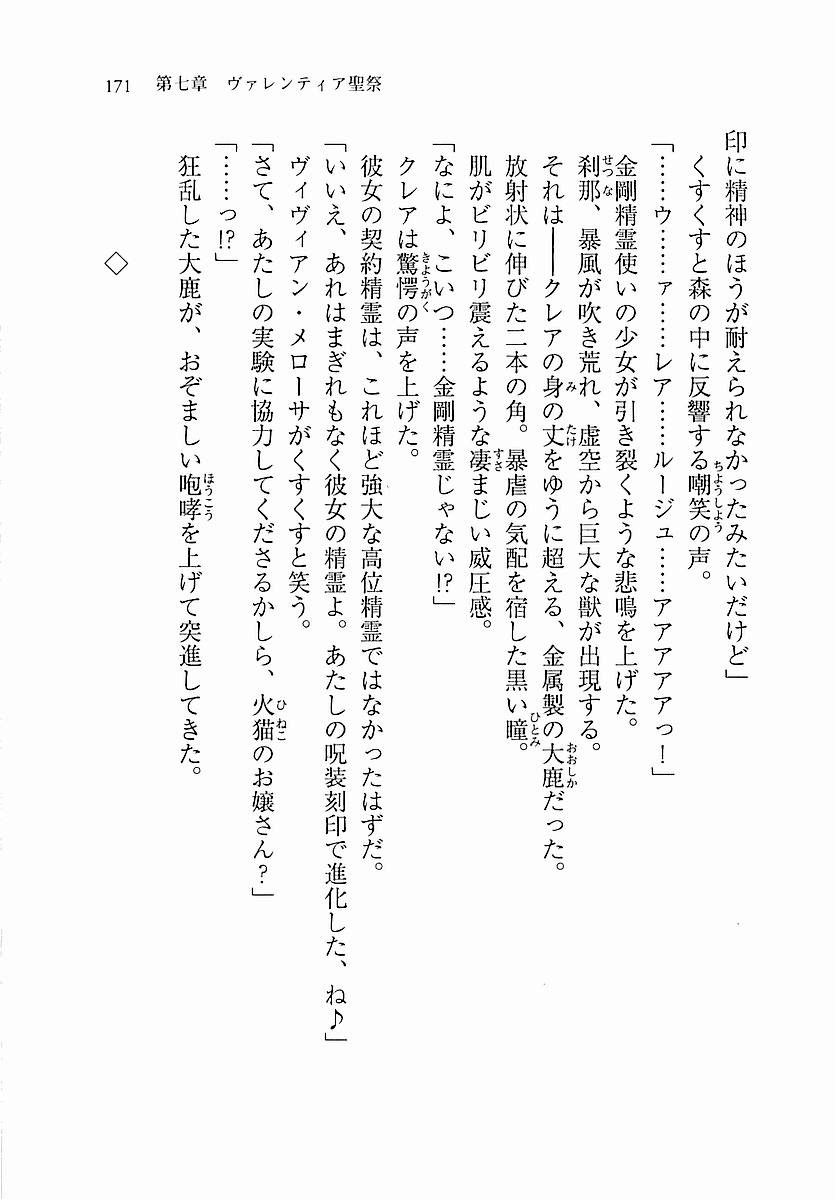 171 第七章 ヴァレンティア聖祭
印に精神のほうが耐えられなかったみたいだけど」
くすくすと森の中に反響する嘲笑の声。
「……ウ……ァ……レア……ルージュ……アアアアアっ！」
金剛精霊使いの少女が引き裂くような悲鳴を上げた。
刹那、暴風が吹き荒れ、虚空から巨大な獣が出現する。
それは――クレアの身の丈をゆうに超える、金属製の大鹿だった。
放射状に伸びた二本の角。暴虐の気配を宿した黒い瞳。
肌がビリビリ震えるような凄まじい威圧感。
「なによ、こいつ……金剛精霊じゃない!?」
クレアは驚愕の声を上げた。
彼女の契約精霊は、これほど強大な高位精霊ではなかったはずだ。
「いいえ、あれはまぎれもなく彼女の精霊よ。あたしの呪装刻印で進化した、ね♪」
ヴィヴィアン・メローサがくすくすと笑う。
「さて、あたしの実験に協力してくださるかしら、火猫のお嬢さん？」
「……っ!?」
狂乱した大鹿が、おぞましい咆哮を上げて突進してきた。
◇